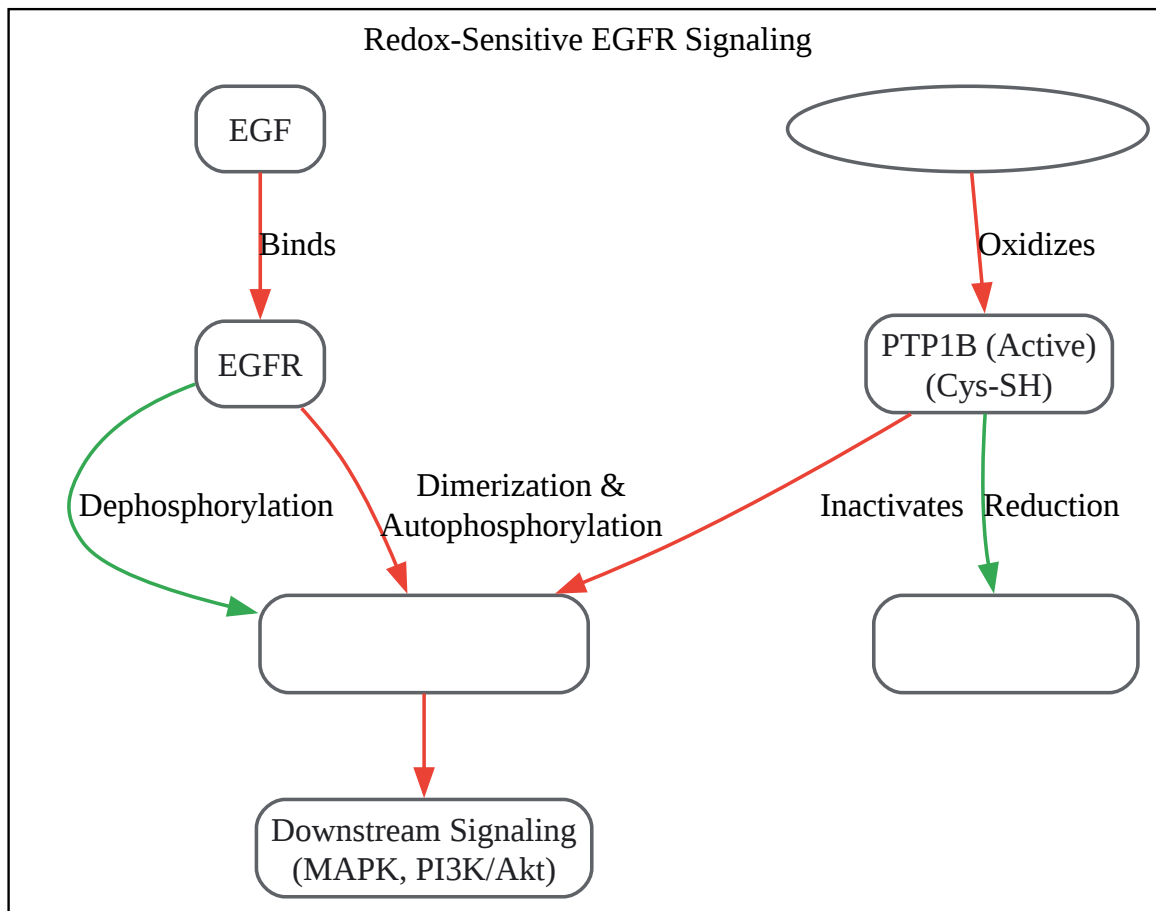 Redox-Sensitive EGFR Signaling
EGF
Binds
Oxidizes
EGFR
PTP1B (Active)
(Cys-SH)
Dephosphorylation
Dimerization &
Autophosphorylation
Inactivates
Reduction
Downstream Signaling
(MAPK, PI3K/Akt)